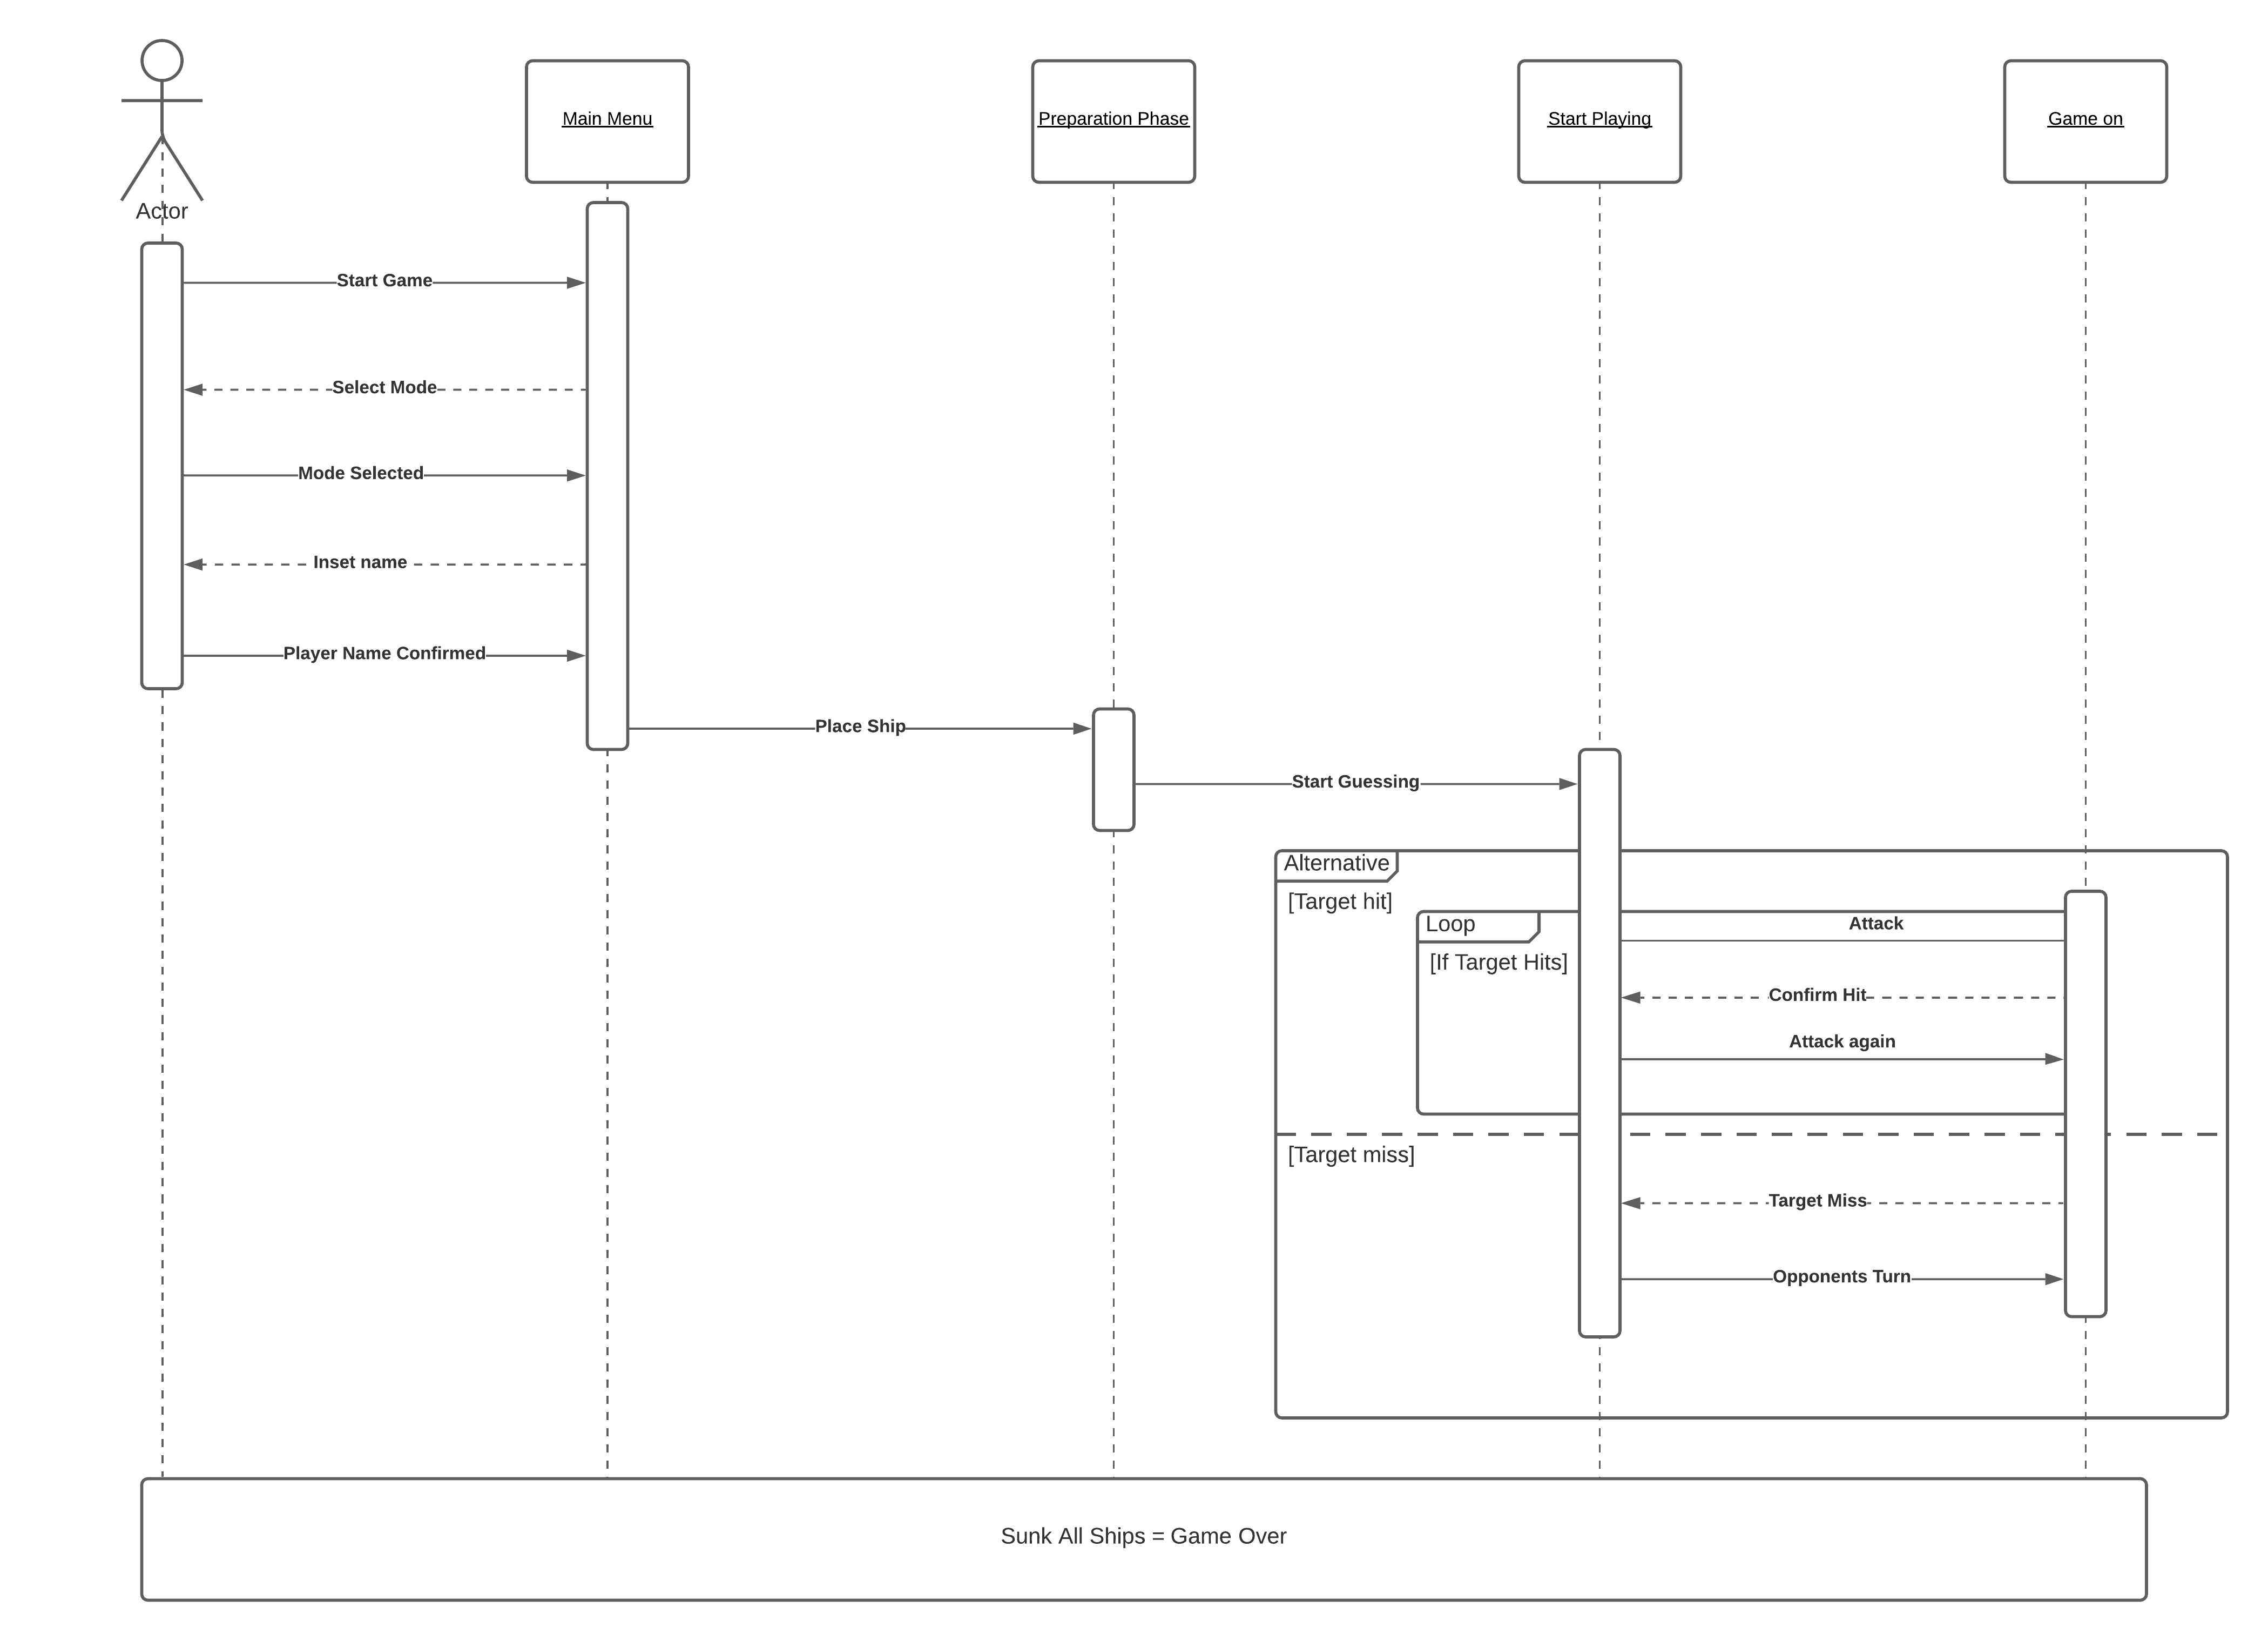 Main Menu
Preparation Phase
Start Playing
Game on
Actor
Start Game
Select Mode
Mode Selected
Inset name
Player Name Confirmed
Place Ship
Start Guessing
Alternative
[Target hit]
Loop
Attack
[If Target Hits]
Confirm Hit
Attack again
[Target miss]
Target Miss
Opponents Turn
Sunk All Ships = Game Over